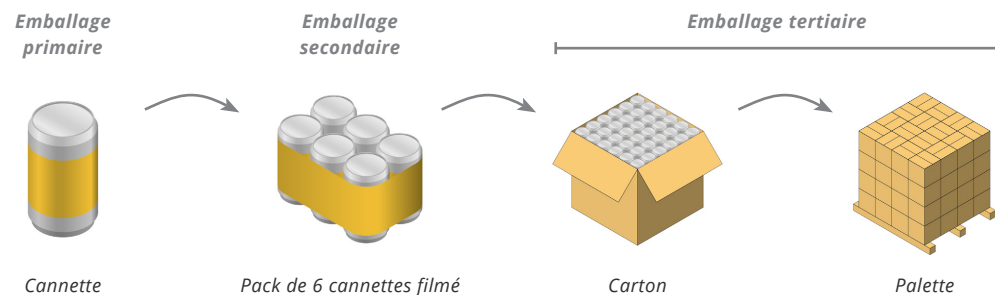 Emballage
primaire
Emballage
secondaire
Emballage tertiaire
Cannette
Pack de 6 cannettes filmé
Carton
Palette